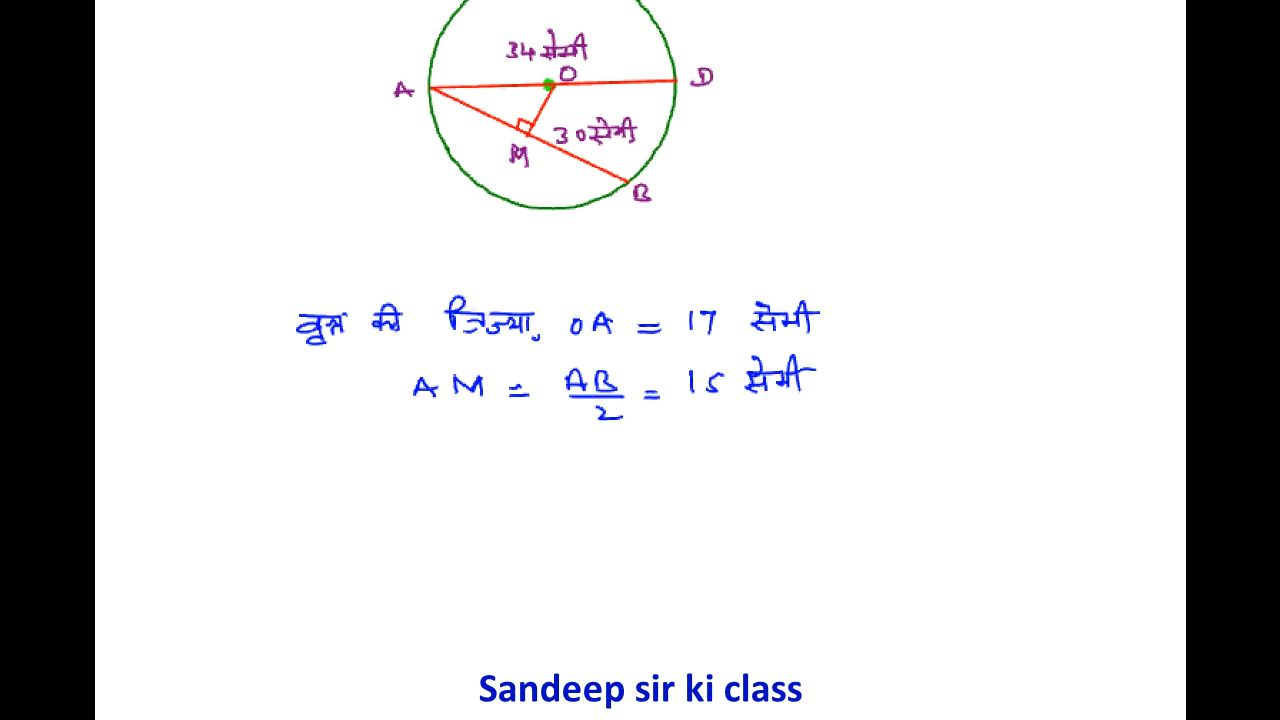 34 सेमी
O
A
D
30 सेमी
M
B
वृत्त की त्रिज्या, OA = 17 सेमी
AM = AB/2 = 15 सेमी
Sandeep sir ki class